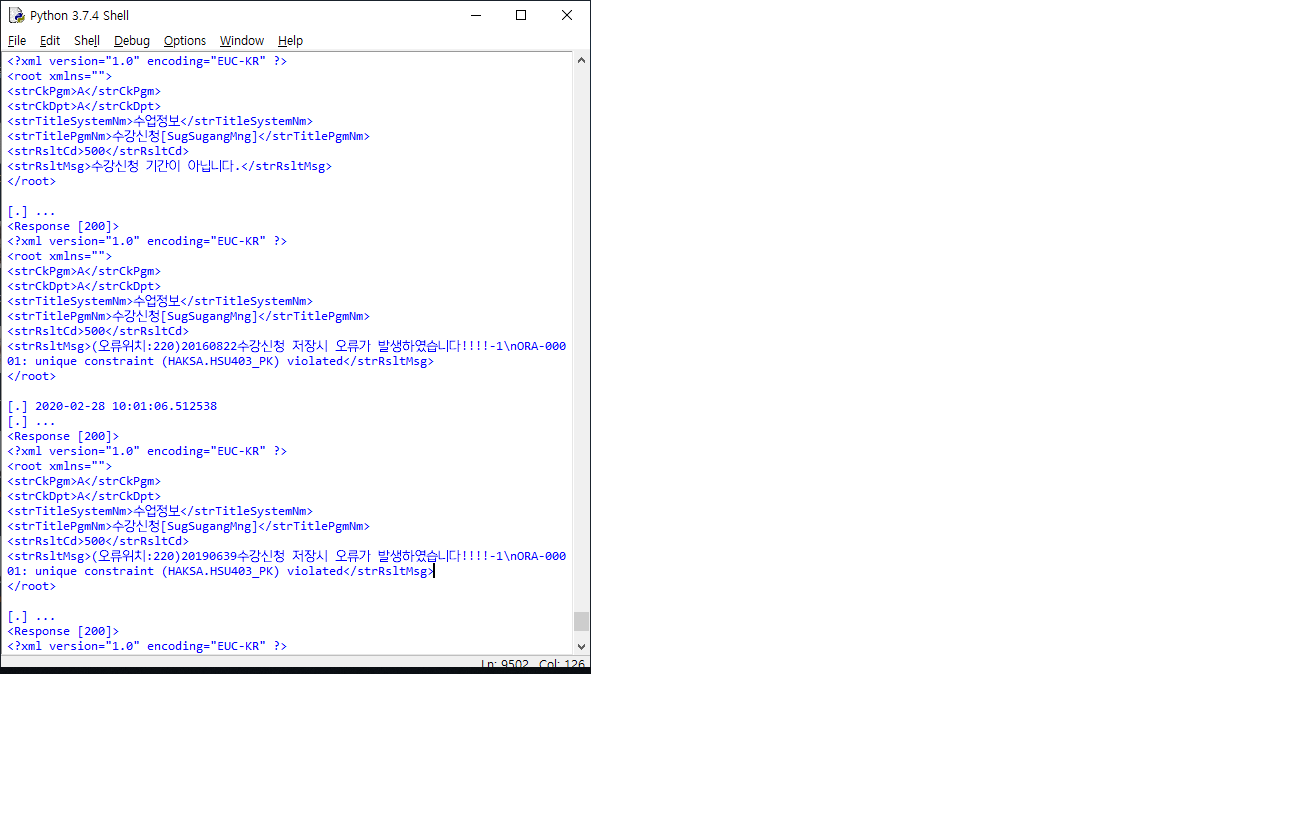 Python 3.7.4 Shell
File Edit Shell Debug Options Window Help
<?xml version="1.0" encoding="EUC-KR" ?>
<root xmlns="">
<strCkPgm>A</strCkPgm>
<strCkDpt>A</strCkDpt>
<strTitleSystemNm>수업정보</strTitleSystemNm>
<strTitlePgmNm>수강신청[SugSugangMng]</strTitlePgmNm>
<strRsltCd>500</strRsltCd>
<strRsltMsg>수강신청 기간이 아닙니다.</strRsltMsg>
</root>
[.] ...
<Response [200]>
<?xml version="1.0" encoding="EUC-KR" ?>
<root xmlns="">
<strCkPgm>A</strCkPgm>
<strCkDpt>A</strCkDpt>
<strTitleSystemNm>수업정보</strTitleSystemNm>
<strTitlePgmNm>수강신청[SugSugangMng]</strTitlePgmNm>
<strRsltCd>500</strRsltCd>
<strRsltMsg>(오류위치:220)20160822수강신청 저장시 오류가 발생하였습니다!!!!-1\nORA-000
01: unique constraint (HAKSA.HSU403_PK) violated</strRsltMsg>
</root>
[.] 2020-02-28 10:01:06.512538
[.] ...
<Response [200]>
<?xml version="1.0" encoding="EUC-KR" ?>
<root xmlns="">
<strCkPgm>A</strCkPgm>
<strCkDpt>A</strCkDpt>
<strTitleSystemNm>수업정보</strTitleSystemNm>
<strTitlePgmNm>수강신청[SugSugangMng]</strTitlePgmNm>
<strRsltCd>500</strRsltCd>
<strRsltMsg>(오류위치:220)20190639수강신청 저장시 오류가 발생하였습니다!!!!-1\nORA-000
01: unique constraint (HAKSA.HSU403_PK) violated</strRsltMsg>
</root>
[.] ...
<Response [200]>
<?xml version="1.0" encoding="EUC-KR" ?>
Ln: 9502 Col: 126